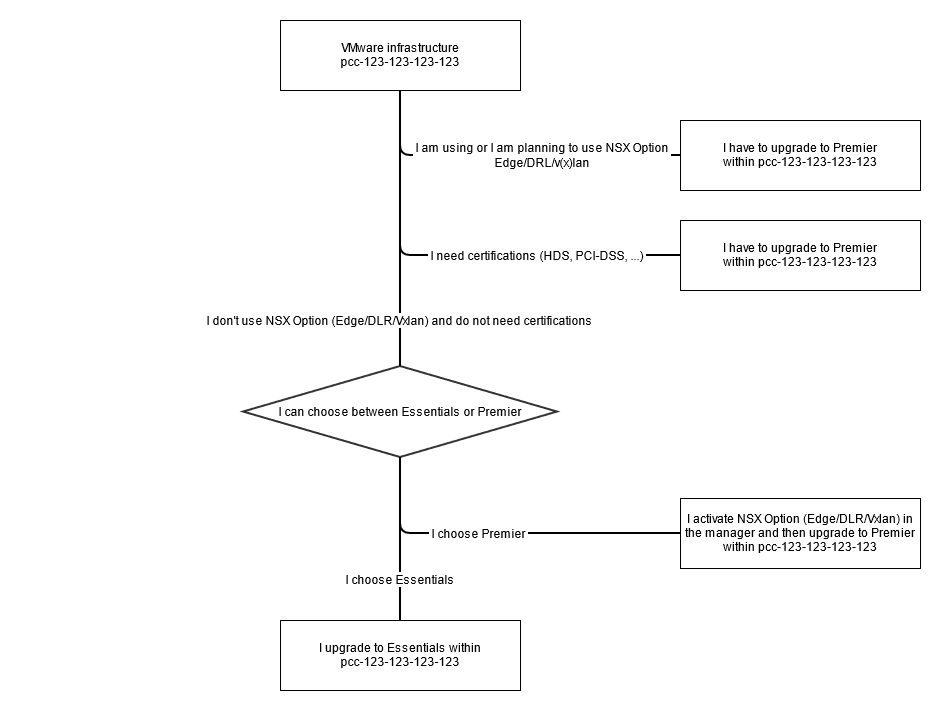 VMware infrastructure
pcc-123-123-123-123
I am using or I am planning to use NSX Option
Edge/DRL/v(x)lan
I have to upgrade to Premier
within pcc-123-123-123-123
I need certifications (HDS, PCI-DSS, ...)
I have to upgrade to Premier
within pcc-123-123-123-123
I don't use NSX Option (Edge/DLR/Vxlan) and do not need certifications
I can choose between Essentials or Premier
I choose Premier
I activate NSX Option (Edge/DLR/Vxlan) in
the manager and then upgrade to Premier
within pcc-123-123-123-123
I choose Essentials
I upgrade to Essentials within
pcc-123-123-123-123